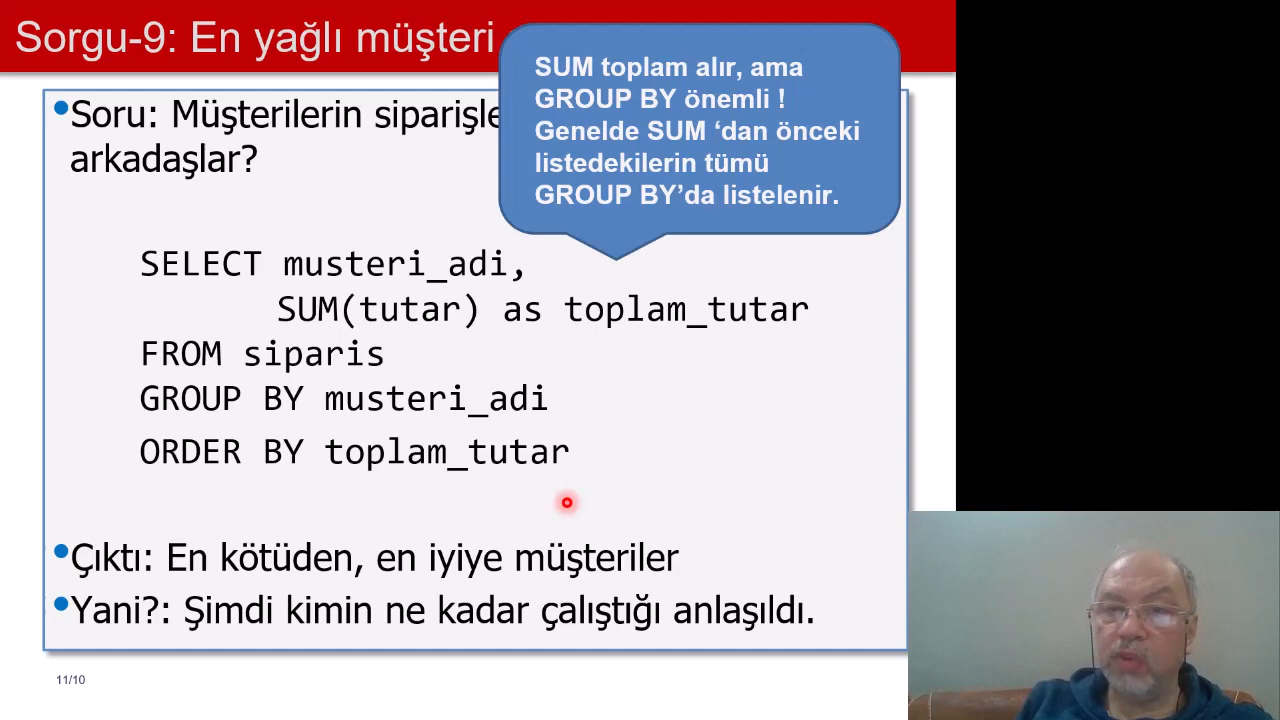 Sorgu-9: En yağlı müşteri
SUM toplam alır, ama
GROUP BY önemli !
Genelde SUM ‘dan önceki
listedekilerin tümü
GROUP BY’da listelenir.
•Soru: Müşterilerin
arkadaşlar?
SELECT musteri_adi,
SUM(tutar) as toplam_tutar
FROM siparis
GROUP BY musteri_adi
ORDER BY toplam_tutar
•Çıktı: En kötüden, en iyiye müşteriler
•Yani?: Şimdi kimin ne kadar çalıştığı anlaşıldı.
11/10